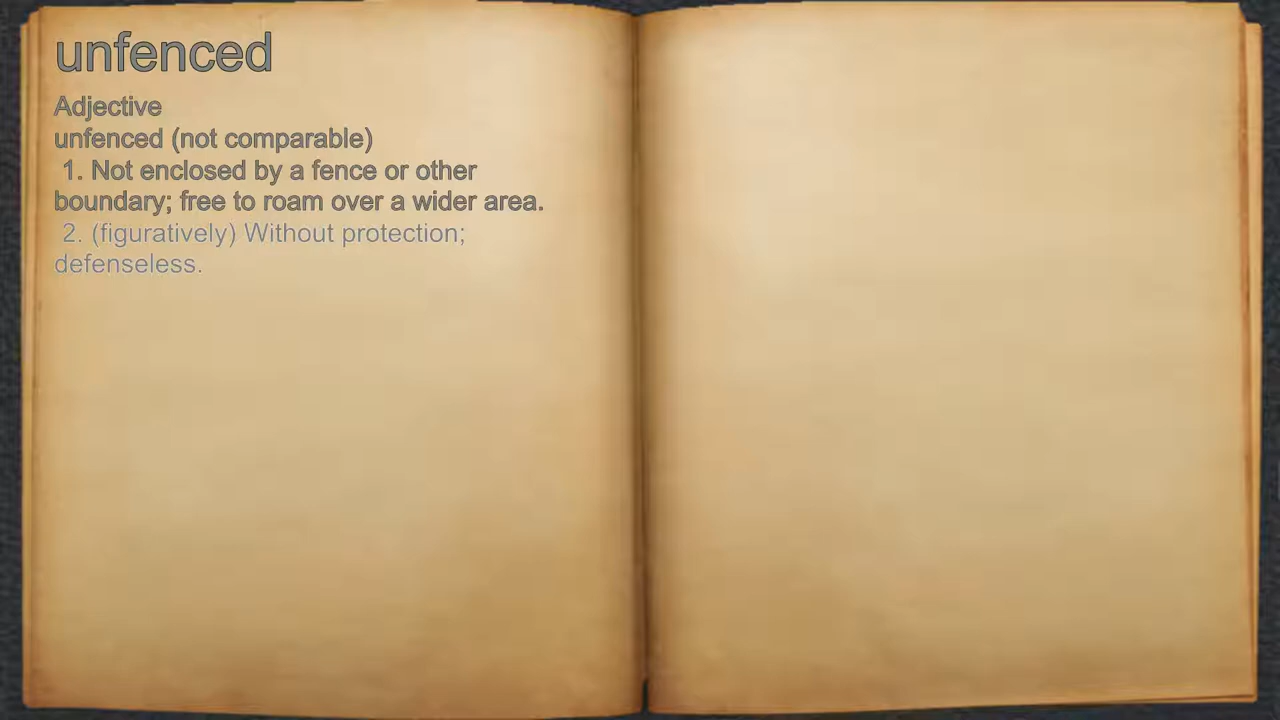 unfenced
Adjective
unfenced (not comparable)
1. Not enclosed by a fence or other
boundary; free to roam over a wider area.
2. (figuratively) Without protection;
defenseless.